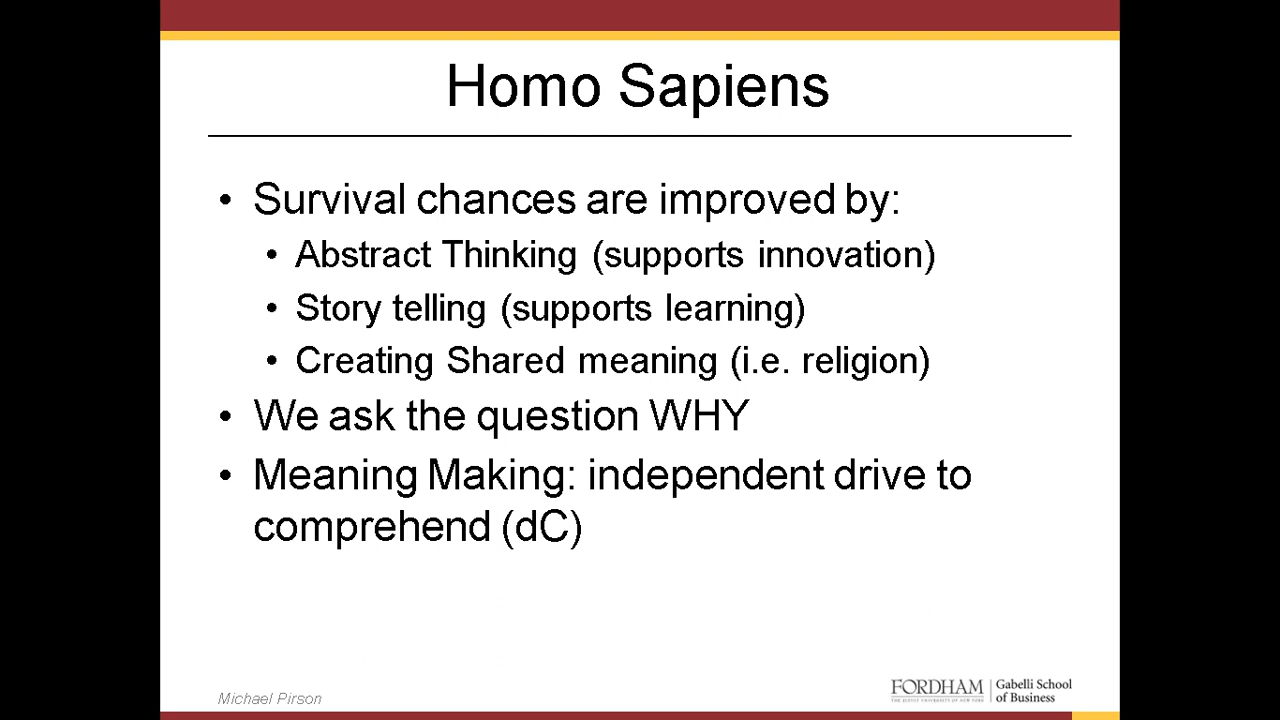 Homo Sapiens
• Survival chances are improved by:
• Abstract Thinking (supports innovation)
• Story telling (supports learning)
• Creating Shared meaning (i.e. religion)
• We ask the question WHY
• Meaning Making: independent drive to
comprehend (dC)
Michael Pirson
FORDHAM
THE JESUIT UNIVERSITY OF NEW YORK
Gabelli School
of Business